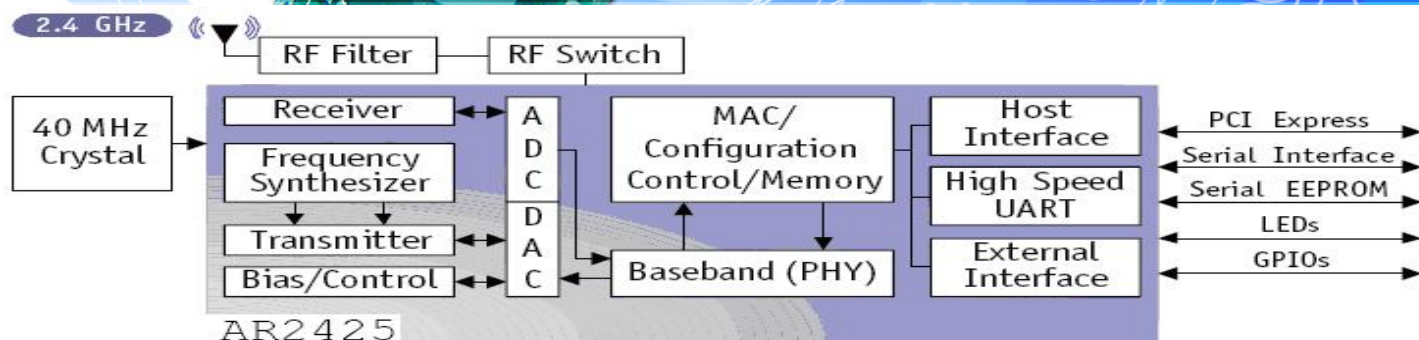 2.4 GHz
RF Filter
RF Switch
40 MHz
Crystal
Receiver
Frequency
Synthesizer
Transmitter
Bias/Control
A
D
C
D
A
C
MAC/
Configuration
Control/Memory
Baseband (PHY)
Host
Interface
High Speed
UART
External
Interface
PCI Express
Serial Interface
Serial EEPROM
LEDs
GPIOs
AR2425